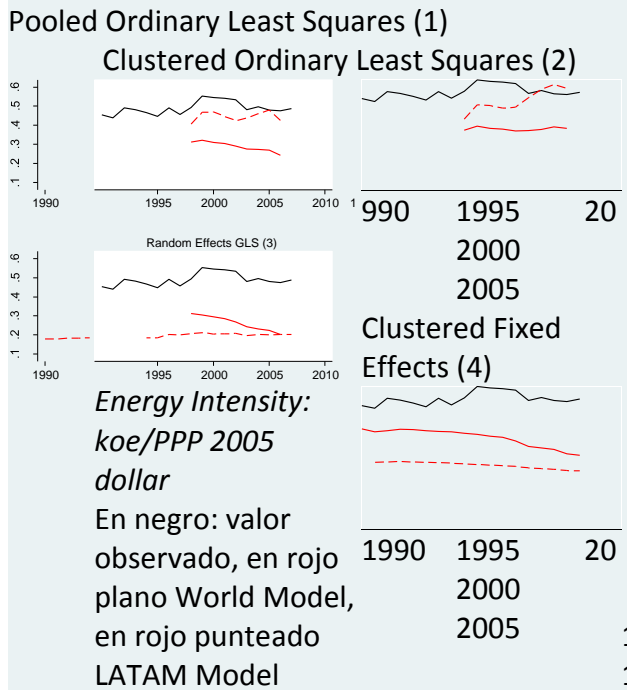 Pooled Ordinary Least Squares (1)
Clustered Ordinary Least Squares (2)
.6
.5
.4
.3
.2
.1
1990 1995 2000 2005 2010 1
990 1995 20
2000
2005
Random Effects GLS (3)
.6
.5
.4
.3
.2
.1
1990 1995 2000 2005 2010
Clustered Fixed
Effects (4)
1990 1995 20
2000
2005
Energy Intensity:
koe/PPP 2005
dollar
En negro: valor
observado, en rojo
plano World Model,
en rojo punteado
LATAM Model